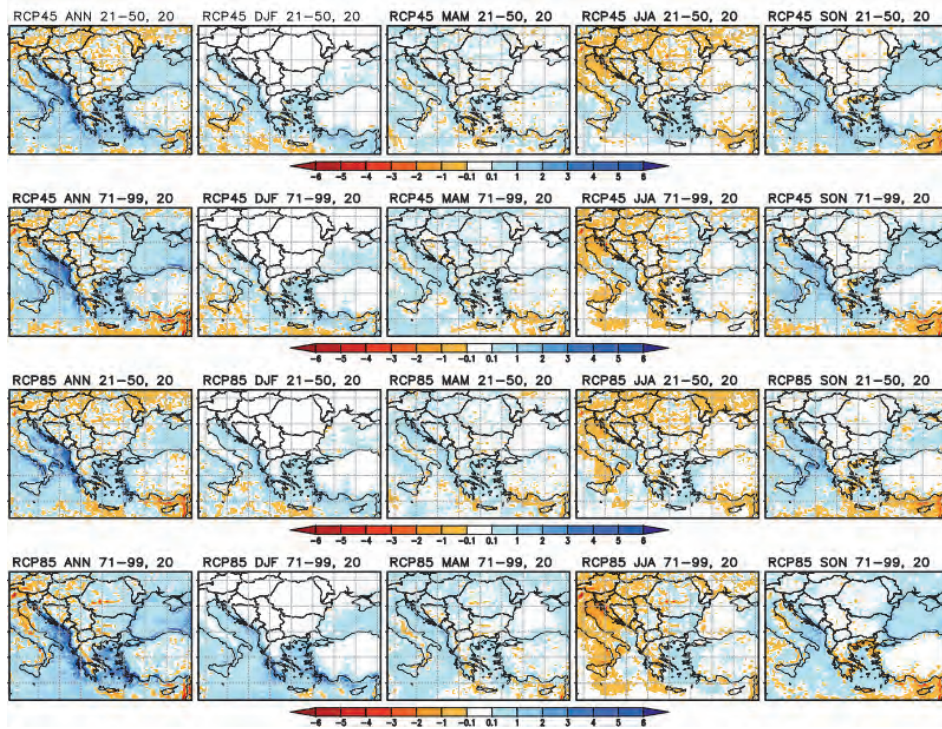 RCP45 ANN 21-50, 20 RCP45 DJF 21-50, 20 RCP45 MAM 21-50, 20 RCP45 JJA 21-50, 20 RCP45 SON 21-50, 20
-6 -5 -4 -3 -2 -1 -0.1 0.1 1 2 3 4 5 6
RCP45 ANN 71-99, 20 RCP45 DJF 71-99, 20 RCP45 MAM 71-99, 20 RCP45 JJA 71-99, 20 RCP45 SON 71-99, 20
-6 -5 -4 -3 -2 -1 -0.1 0.1 1 2 3 4 5 6
RCP85 ANN 21-50, 20 RCP85 DJF 21-50, 20 RCP85 MAM 21-50, 20 RCP85 JJA 21-50, 20 RCP85 SON 21-50, 20
-6 -5 -4 -3 -2 -1 -0.1 0.1 1 2 3 4 5 6
RCP85 ANN 71-99, 20 RCP85 DJF 71-99, 20 RCP85 MAM 71-99, 20 RCP85 JJA 71-99, 20 RCP85 SON 71-99, 20
-6 -5 -4 -3 -2 -1 -0.1 0.1 1 2 3 4 5 6